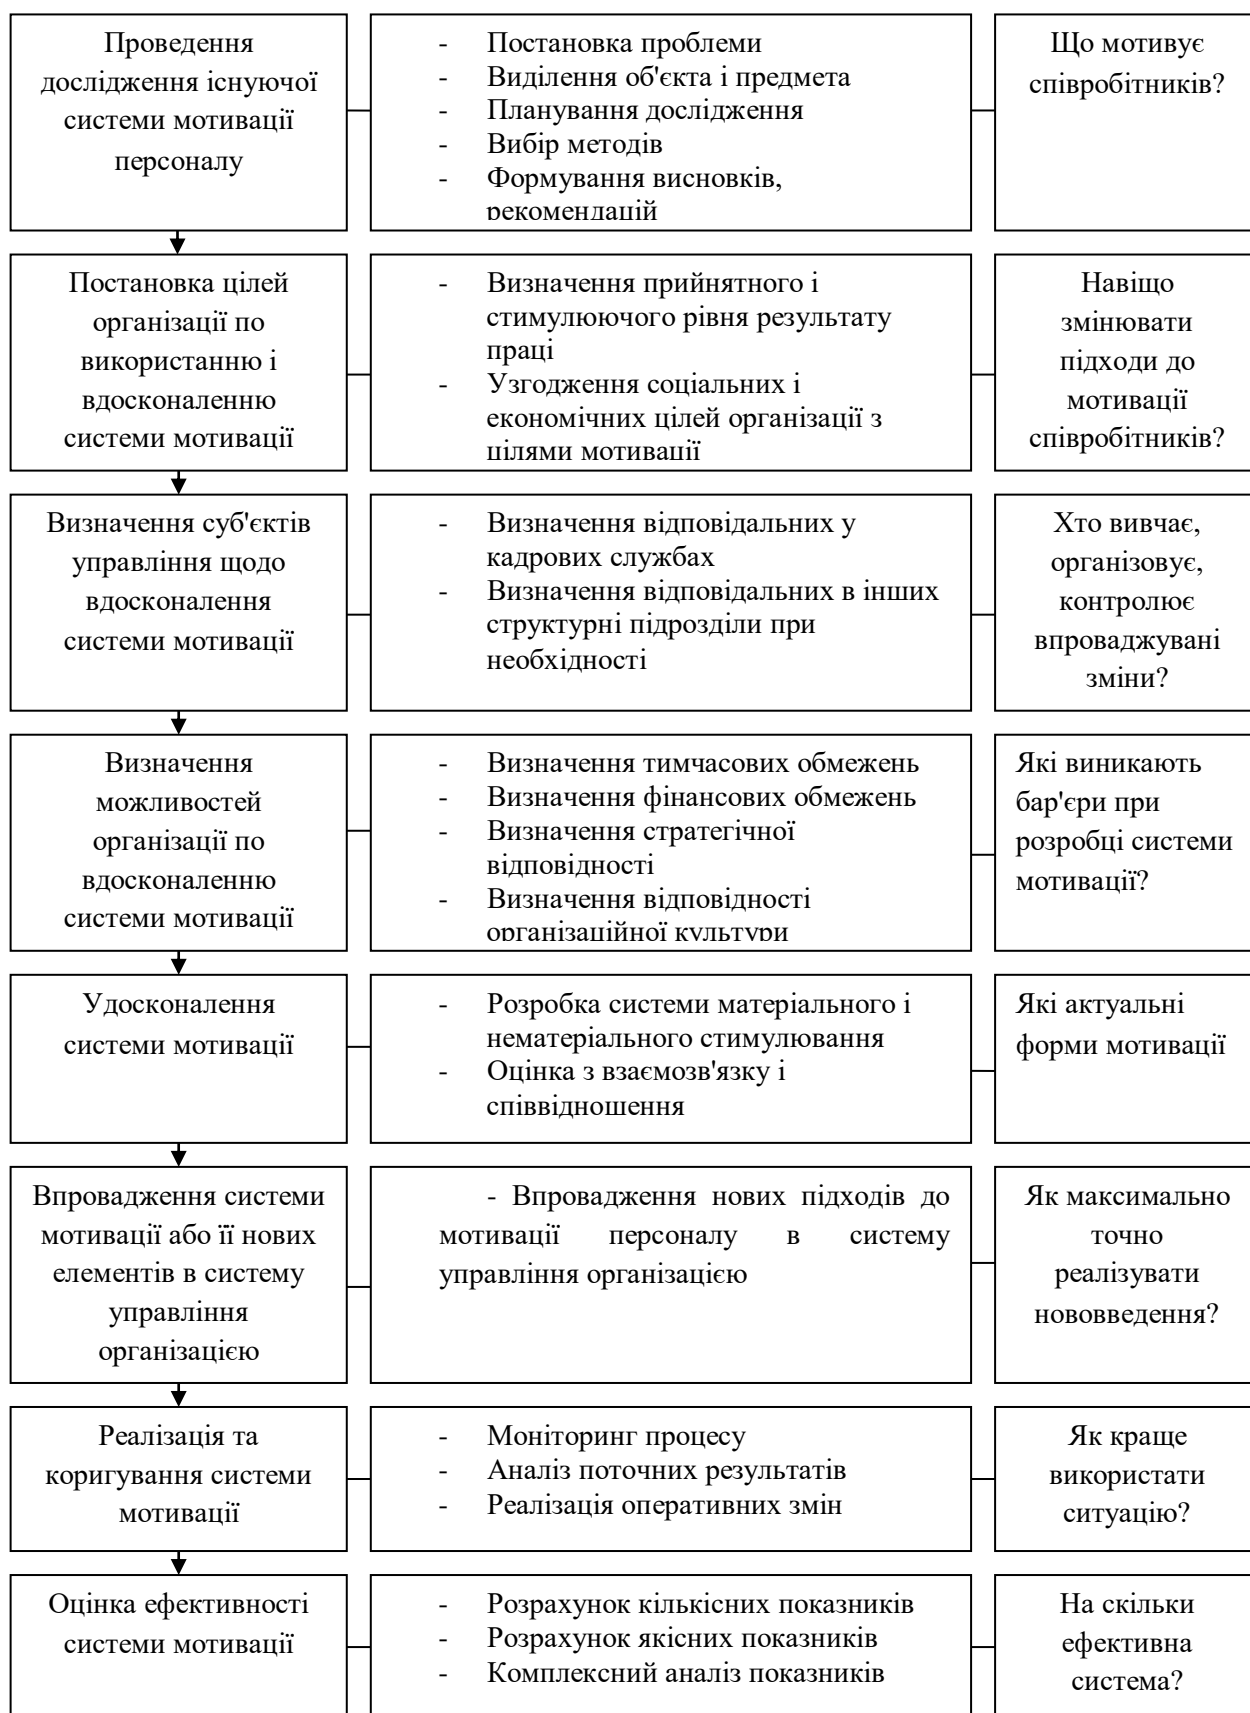 Проведення
дослідження існуючої
системи мотивації
персоналу
- Постановка проблеми
- Виділення об'єкта і предмета
- Планування дослідження
- Вибір методів
- Формування висновків,
рекомендацій
Що мотивує
співробітників?
Постановка цілей
організації по
використанню і
вдосконаленню
системи мотивації
- Визначення прийнятного і
стимулюючого рівня результату
праці
- Узгодження соціальних і
економічних цілей організації з
цілями мотивації
Навіщо
змінювати
підходи до
мотивації
співробітників?
Визначення суб'єктів
управління щодо
вдосконалення
системи мотивації
- Визначення відповідальних у
кадрових службах
- Визначення відповідальних в інших
структурні підрозділи при
необхідності
Хто вивчає,
організовує,
контролює
впроваджувані
зміни?
Визначення
можливостей
організації по
вдосконаленню
системи мотивації
- Визначення тимчасових обмежень
- Визначення фінансових обмежень
- Визначення стратегічної
відповідності
- Визначення відповідності
організаційної культури
Які виникають
бар'єри при
розробці системи
мотивації?
Удосконалення
системи мотивації
- Розробка системи матеріального і
нематеріального стимулювання
- Оцінка з взаємозв'язку і
співвідношення
Які актуальні
форми мотивації
Впровадження системи
мотивації або її нових
елементів в систему
управління
організацією
- Впровадження нових підходів до
мотивації персоналу в систему
управління організацією
Як максимально
точно
реалізувати
нововведення?
Реалізація та
коригування системи
мотивації
- Моніторинг процесу
- Аналіз поточних результатів
- Реалізація оперативних змін
Як краще
використати
ситуацію?
Оцінка ефективності
системи мотивації
- Розрахунок кількісних показників
- Розрахунок якісних показників
- Комплексний аналіз показників
На скільки
ефективна
система?